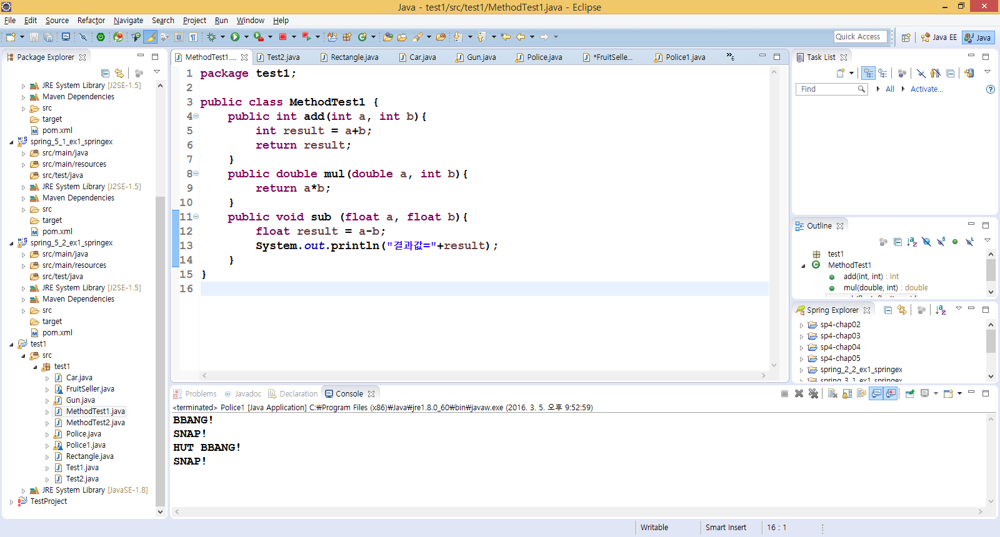 Java - test1/src/test1/MethodTest1.java - Eclipse
File Edit Source Refactor Navigate Search Project Run Window Help
Quick Access
Java EE
Java
Package Explorer
JRE System Library [J2SE-1.5]
Maven Dependencies
src
target
pom.xml
spring_5_1_ex1_springex
src/main/java
src/main/resources
src/test/java
JRE System Library [J2SE-1.5]
Maven Dependencies
src
target
pom.xml
spring_5_2_ex1_springex
src/main/java
src/main/resources
src/test/java
JRE System Library [J2SE-1.5]
Maven Dependencies
src
target
pom.xml
test1
src
test1
Car.java
FruitSeller.java
Gun.java
MethodTest1.java
MethodTest2.java
Police.java
Police1.java
Rectangle.java
Test1.java
Test2.java
JRE System Library [JavaSE-1.8]
TestProject
MethodTest1.... Test2.java Rectangle.java Car.java Gun.java Police.java *FruitSelle... Police1.java »6
1 package test1;
2
3 public class MethodTest1 {
4 public int add(int a, int b){
5 int result = a+b;
6 return result;
7 }
8 public double mul(double a, int b){
9 return a*b;
10 }
11 public void sub (float a, float b){
12 float result = a-b;
13 System.out.println("결과값="+result);
14 }
15 }
16
Problems @ Javadoc Declaration Console
<terminated> Police1 [Java Application] C:₩Program Files (x86)₩Java₩jre1.8.0_60₩bin₩javaw.exe (2016. 3. 5. 오후 9:52:59)
BBANG!
SNAP!
HUT BBANG!
SNAP!
Task List
Find
All
Activate...
Outline
test1
MethodTest1
add(int, int) : int
mul(double, int) : double
Spring Explorer
sp4-chap02
sp4-chap03
sp4-chap04
sp4-chap05
spring_2_2_ex1_springex
spring_3_1_ex1_springex
Writable
Smart Insert
16 : 1